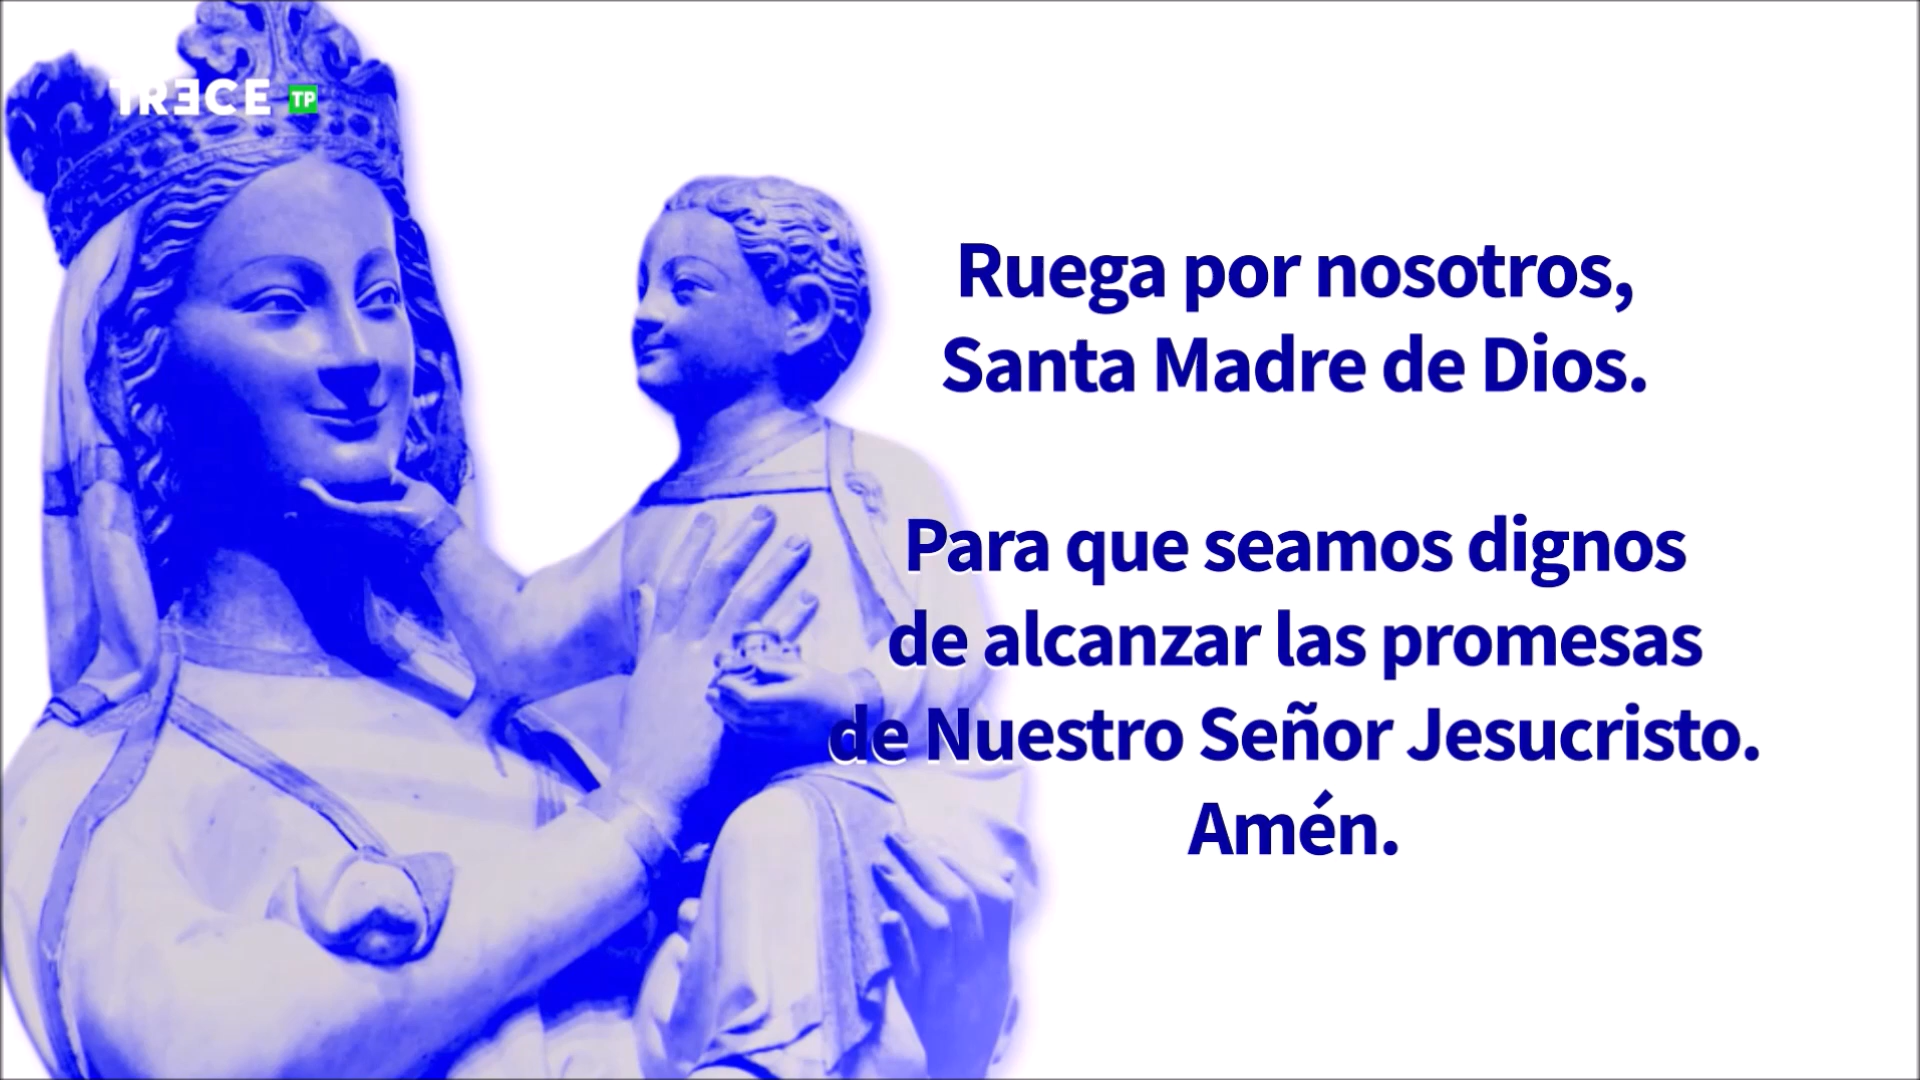 TRECE TP
Ruega por nosotros,
Santa Madre de Dios.
Para que seamos dignos
de alcanzar las promesas
de Nuestro Señor Jesucristo.
Amén.